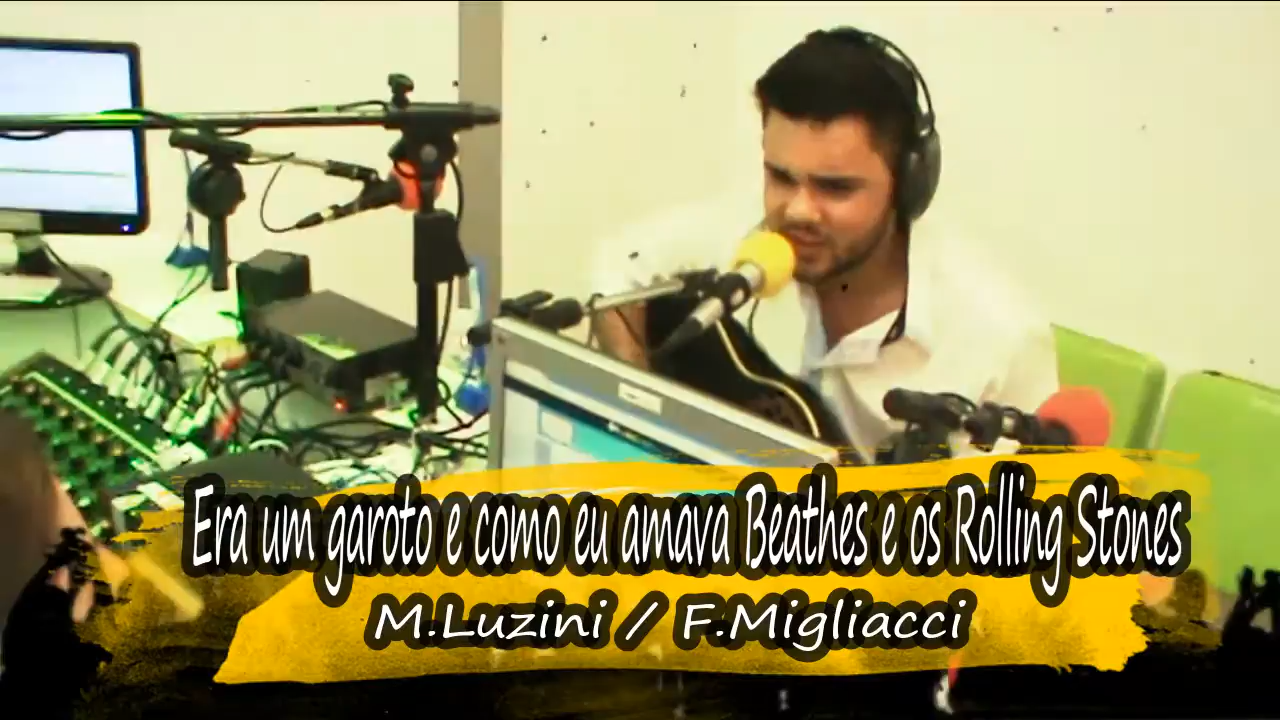 Era um garoto e como eu amava Beathes e os Rolling Stones
M.Luzini / F.Migliacci